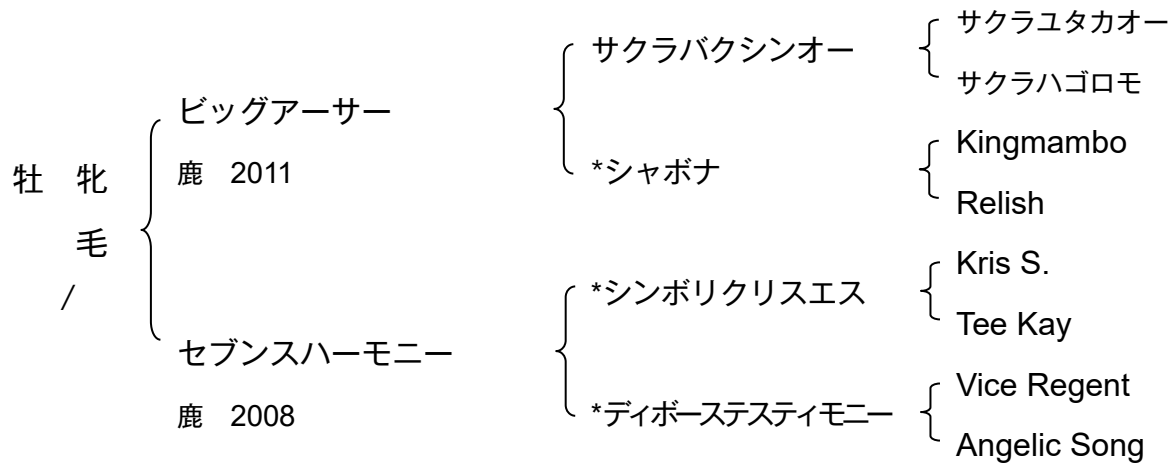 牡 牝
毛
/
ビッグアーサー
鹿 2011
セブンスハーモニー
鹿 2008
サクラバクシンオー
*シャボナ
*シンボリクリスエス
*ディボーステスティモニー
サクラユタカオー
サクラハゴロモ
Kingmambo
Relish
Kris S.
Tee Kay
Vice Regent
Angelic Song